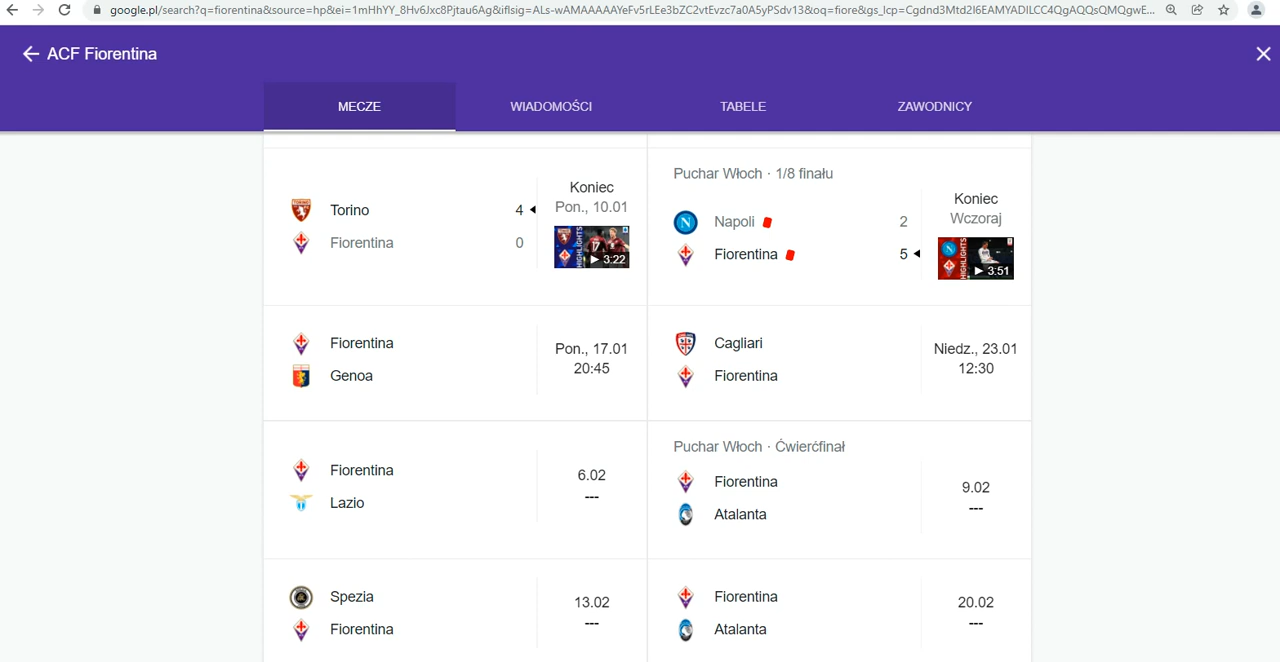 google.pl/search?q=fiorentina&source=hp&ei=1mHhYY_8Hv6Jxc8Pjtau6Ag&iflsig=ALs-wAMAAAAAYeFv5rLEe3bZC2vtEvzc7a0A5yPSdv13&oq=fiore&gs_lcp=Cgdnd3Mtd2l6EAMYADILCC4QgAQQsQMQgwE...
ACF Fiorentina
MECZE WIADOMOŚCI TABELE ZAWODNICY
Torino 4
Fiorentina 0
Koniec
Pon., 10.01
HIGHLIGHTS
3:22
Puchar Włoch · 1/8 finału
Napoli 2
Fiorentina 5
Koniec
Wczoraj
HIGHLIGHTS
3:51
Fiorentina
Genoa
Pon., 17.01
20:45
Cagliari
Fiorentina
Niedz., 23.01
12:30
Fiorentina
Lazio
6.02
---
Puchar Włoch · Ćwierćfinał
Fiorentina
Atalanta
9.02
---
Spezia
Fiorentina
13.02
---
Fiorentina
Atalanta
20.02
---